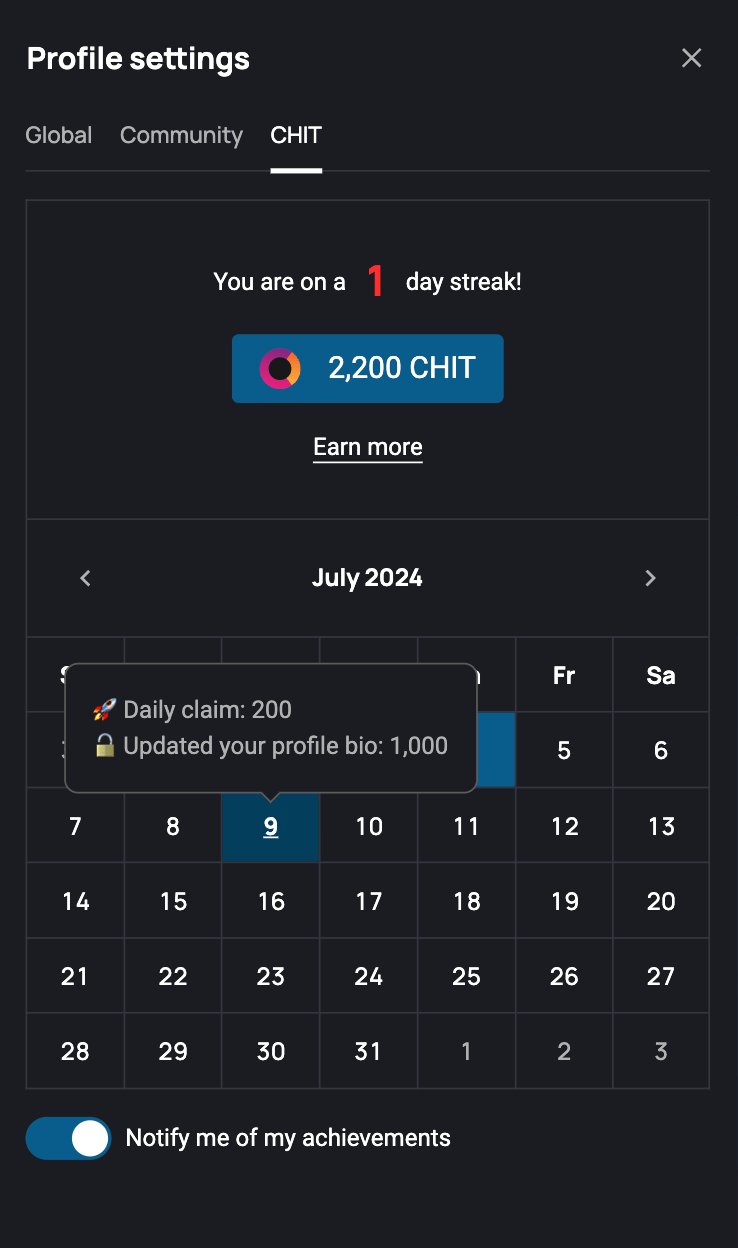 Profile settings
Global Community CHIT
You are on a 1 day streak!
2,200 CHIT
Earn more
July 2024
Fr Sa
🚀 Daily claim: 200
🔒 Updated your profile bio: 1,000
5 6
7 8 9 10 11 12 13
14 15 16 17 18 19 20
21 22 23 24 25 26 27
28 29 30 31 1 2 3
Notify me of my achievements